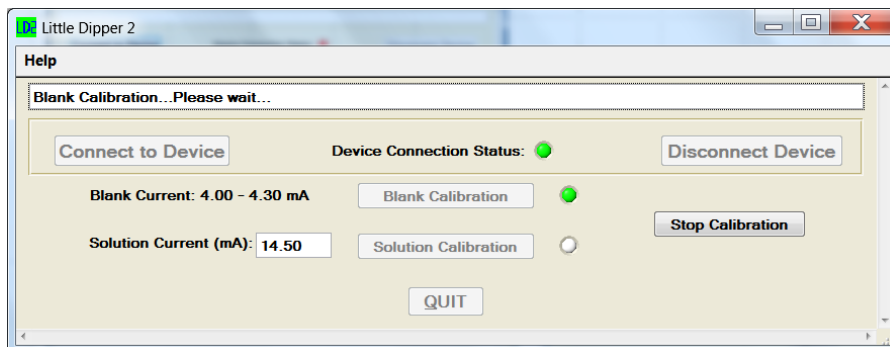 LD2 Little Dipper 2
Help
Blank Calibration...Please wait...
Connect to Device Device Connection Status: Disconnect Device
Blank Current: 4.00 - 4.30 mA Blank Calibration
Stop Calibration
Solution Current (mA): 14.50 Solution Calibration
QUIT